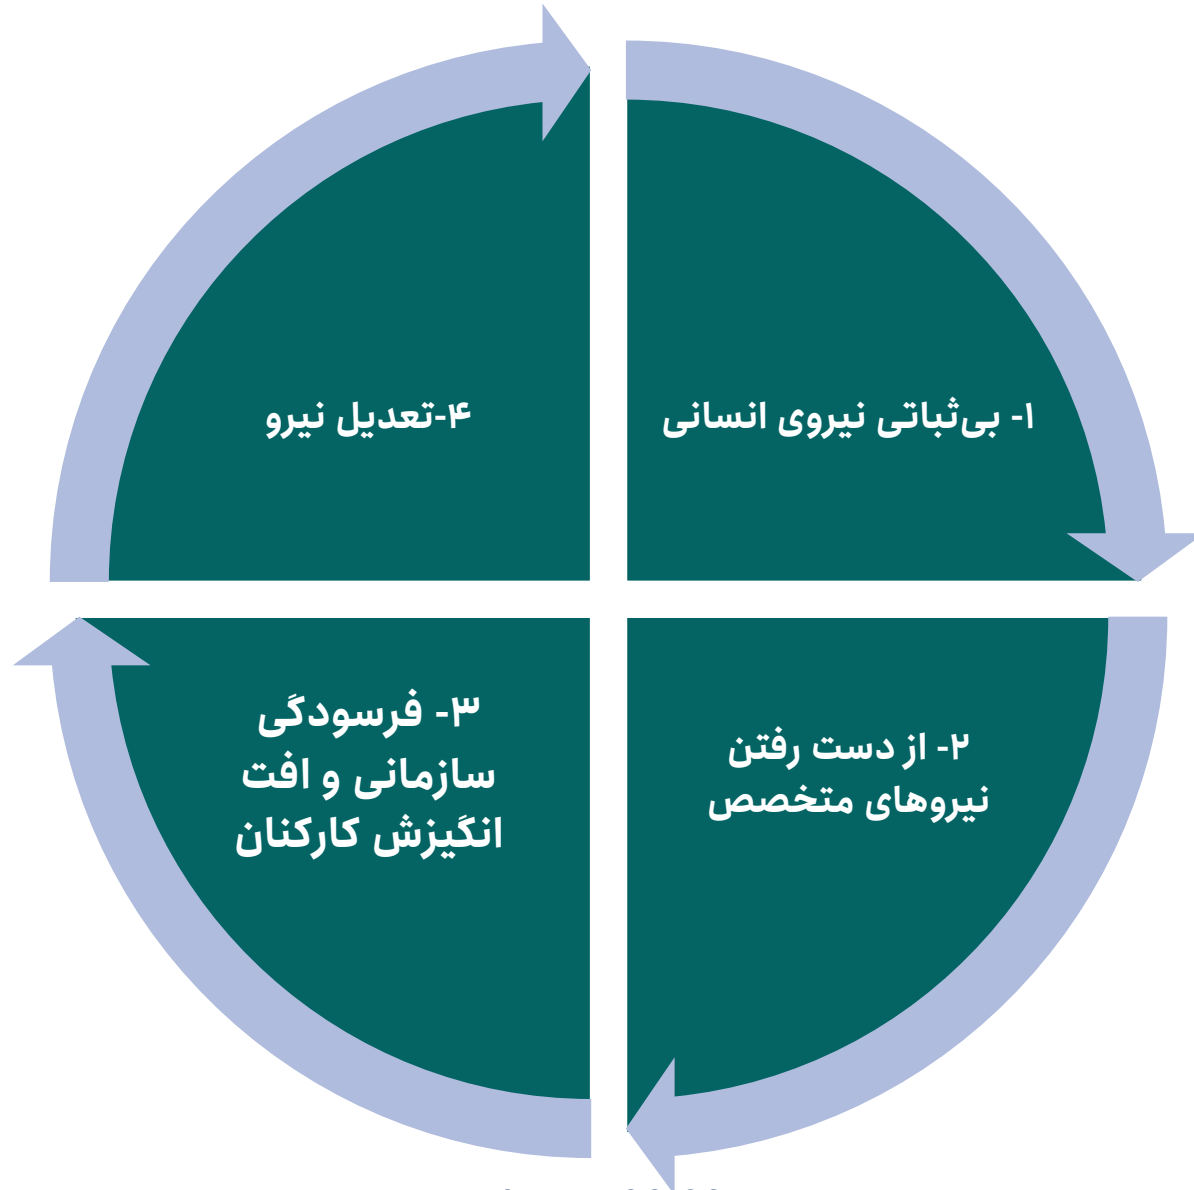 ۱- بی‌ثباتی نیروی انسانی
۲- از دست رفتن
نیروهای متخصص
۳- فرسودگی
سازمانی و افت
انگیزش کارکنان
۴-تعدیل نیرو